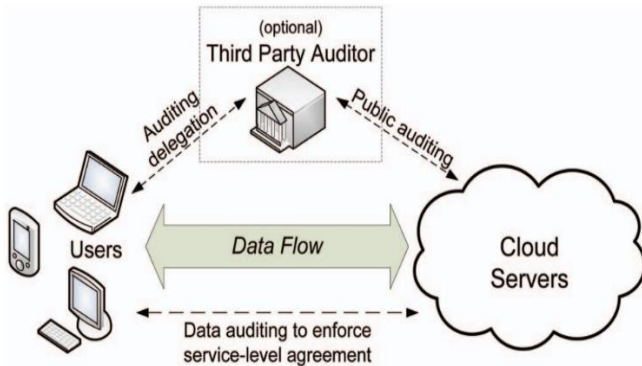 (optional)
Third Party Auditor
Auditing
delegation
Public auditing
Users
Data Flow
Cloud
Servers
Data auditing to enforce
service-level agreement